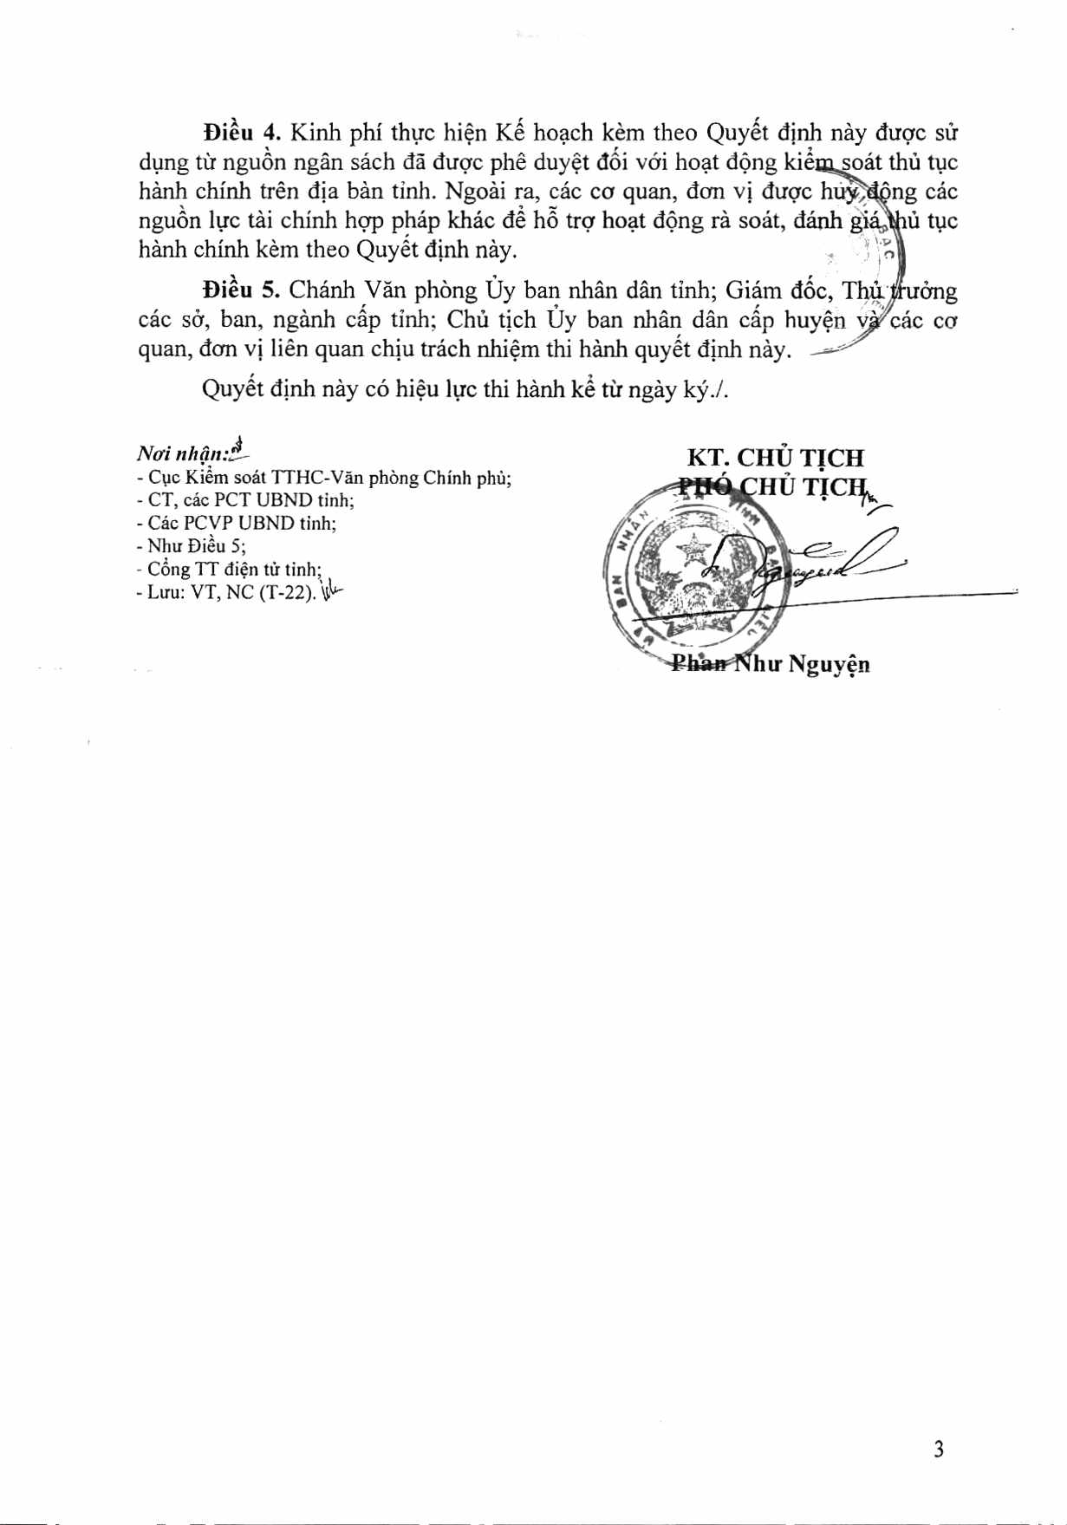 Điều 4. Kinh phí thực hiện Kế hoạch kèm theo Quyết định này được sử
dụng từ nguồn ngân sách đã được phê duyệt đối với hoạt động kiểm soát thủ tục
hành chính trên địa bàn tỉnh. Ngoài ra, các cơ quan, đơn vị được huy động các
nguồn lực tài chính hợp pháp khác để hỗ trợ hoạt động rà soát, đánh giá thủ tục
hành chính kèm theo Quyết định này.
Điều 5. Chánh Văn phòng Ủy ban nhân dân tỉnh; Giám đốc, Thủ trưởng
các sở, ban, ngành cấp tỉnh; Chủ tịch Ủy ban nhân dân cấp huyện và các cơ
quan, đơn vị liên quan chịu trách nhiệm thi hành quyết định này.
Quyết định này có hiệu lực thi hành kể từ ngày ký./.
Nơi nhận:
- Cục Kiểm soát TTHC-Văn phòng Chính phủ;
- CT, các PCT UBND tỉnh;
- Các PCVP UBND tỉnh;
- Như Điều 5;
- Cổng TT điện tử tỉnh;
- Lưu: VT, NC (T-22).
KT. CHỦ TỊCH
PHÓ CHỦ TỊCH
ỦY BAN NHÂN DÂN TỈNH BẠC LIÊU
Phan Như Nguyện
3